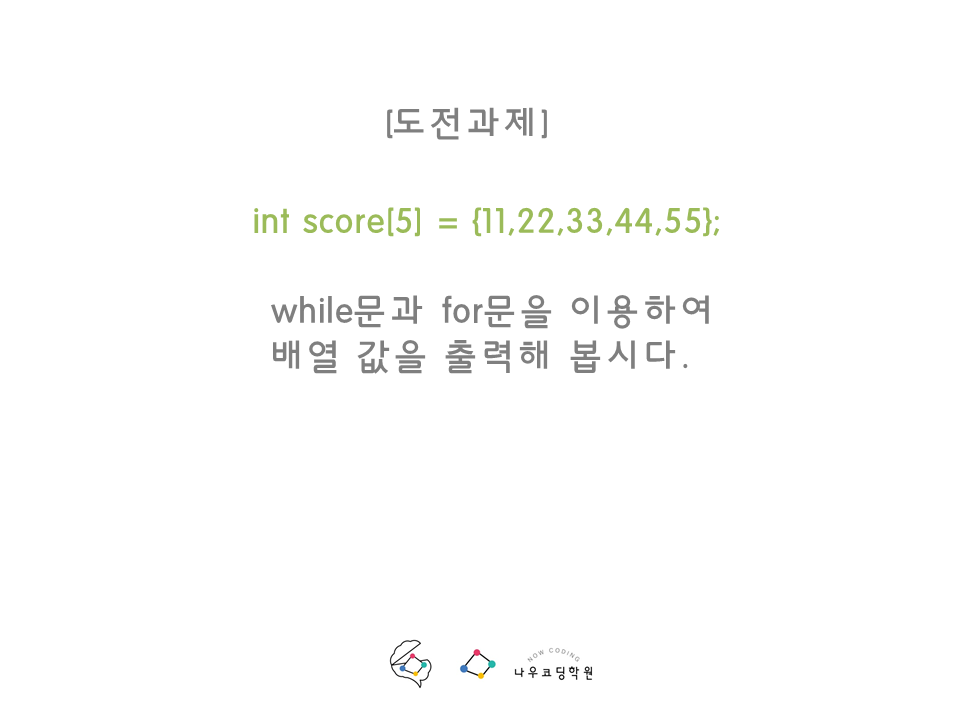 [도전과제]
int score[5] = {11,22,33,44,55};
while문과 for문을 이용하여
배열 값을 출력해 봅시다.
NOW CODING
나우코딩학원